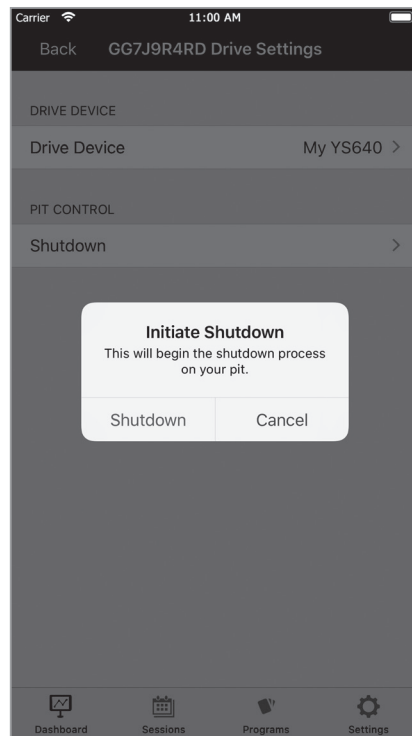 Carrier 11:00 AM
Back GG7J9R4RD Drive Settings
DRIVE DEVICE
Drive Device My YS640 >
PIT CONTROL
Shutdown >
Initiate Shutdown
This will begin the shutdown process
on your pit.
Shutdown Cancel
Dashboard Sessions Programs Settings